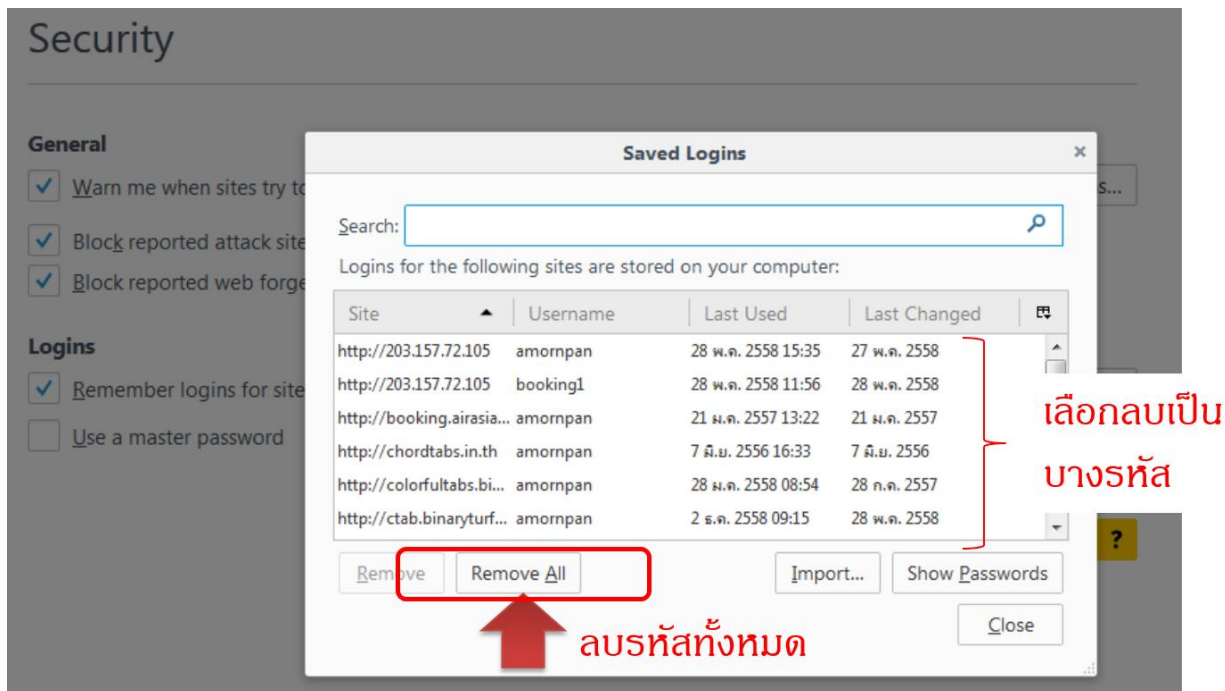 Security
General
Warn me when sites try to
s...
Block reported attack site
Block reported web forge
Logins
Remember logins for site
Use a master password
Saved Logins
Search:
Logins for the following sites are stored on your computer:
Site Username Last Used Last Changed
http://203.157.72.105 amornpan 28 พ.ค. 2558 15:35 27 พ.ค. 2558
http://203.157.72.105 booking1 28 พ.ค. 2558 11:56 28 พ.ค. 2558
http://booking.airasia... amornpan 21 ม.ค. 2557 13:22 21 ม.ค. 2557
http://chordtabs.in.th amornpan 7 มิ.ย. 2556 16:33 7 มิ.ย. 2556
http://colorfultabs.bi... amornpan 28 ม.ค. 2558 08:54 28 ก.ค. 2557
http://ctab.binaryturf... amornpan 2 ธ.ค. 2558 09:15 28 พ.ค. 2558
เลือกลบเป็น
บางรหัส
?
Remove Remove All Import... Show Passwords
Close
ลบรหัสทั้งหมด